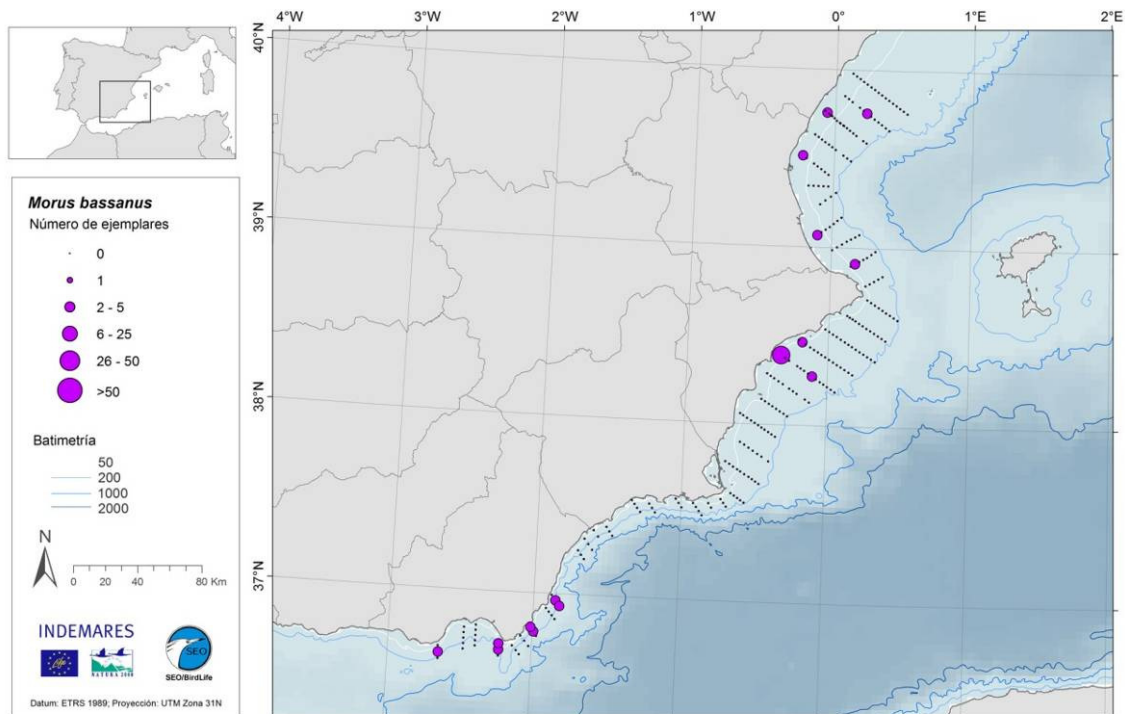 4°W 3°W 2°W 1°W 0° 1°E 2°E
40°N
39°N
38°N
37°N
Morus bassanus
Número de ejemplares
0
1
2 - 5
6 - 25
26 - 50
>50
Batimetría
50
200
1000
2000
N
0 20 40 80 Km
INDEMARES
SEO
NATURA 2000
SEO/BirdLife
Datum: ETRS 1989; Proyección: UTM Zona 31N